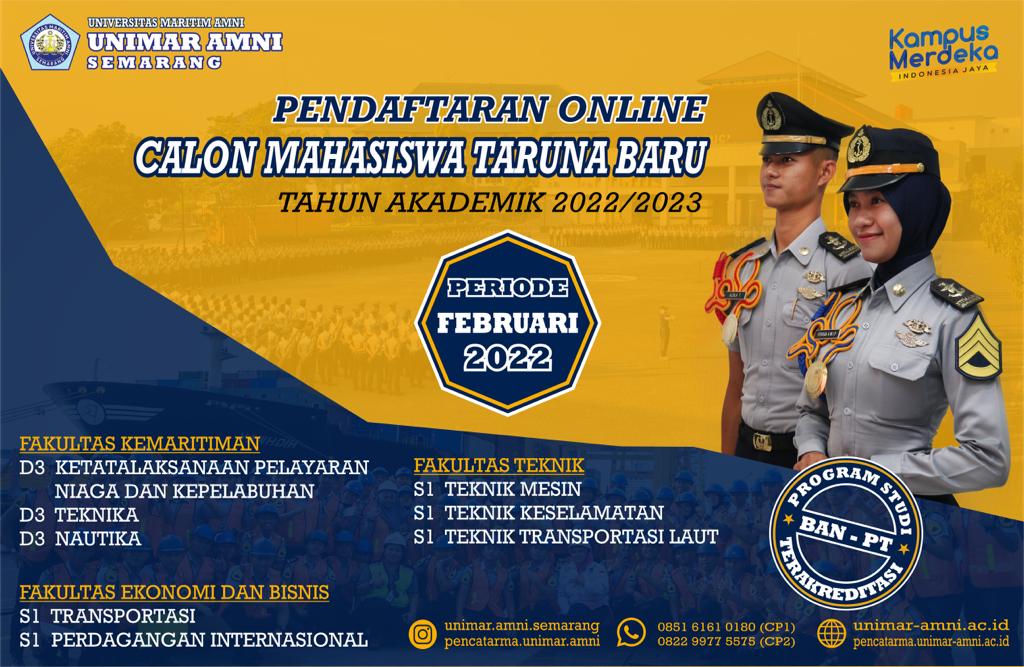 UNIVERSITAS MARITIM AMNI
UNIMAR AMNI
SEMARANG
Kampus
Merdeka
INDONESIA JAYA
PENDAFTARAN ONLINE
CALON MAHASISWA TARUNA BARU
TAHUN AKADEMIK 2022/2023
PERIODE
FEBRUARI
2022
FAKULTAS KEMARITIMAN
D3 KETATALAKSANAAN PELAYARAN
NIAGA DAN KEPELABUHAN
D3 TEKNIKA
D3 NAUTIKA
FAKULTAS EKONOMI DAN BISNIS
S1 TRANSPORTASI
S1 PERDAGANGAN INTERNASIONAL
FAKULTAS TEKNIK
S1 TEKNIK MESIN
S1 TEKNIK KESELAMATAN
S1 TEKNIK TRANSPORTASI LAUT
PROGRAM STUDI
BAN - PT
TERAKREDITASI
unimar.amni.semarang
pencatarma.unimar.amni
0851 6161 0180 (CP1)
0822 9977 5575 (CP2)
unimar-amni.ac.id
pencatarma.unimar-amni.ac.id